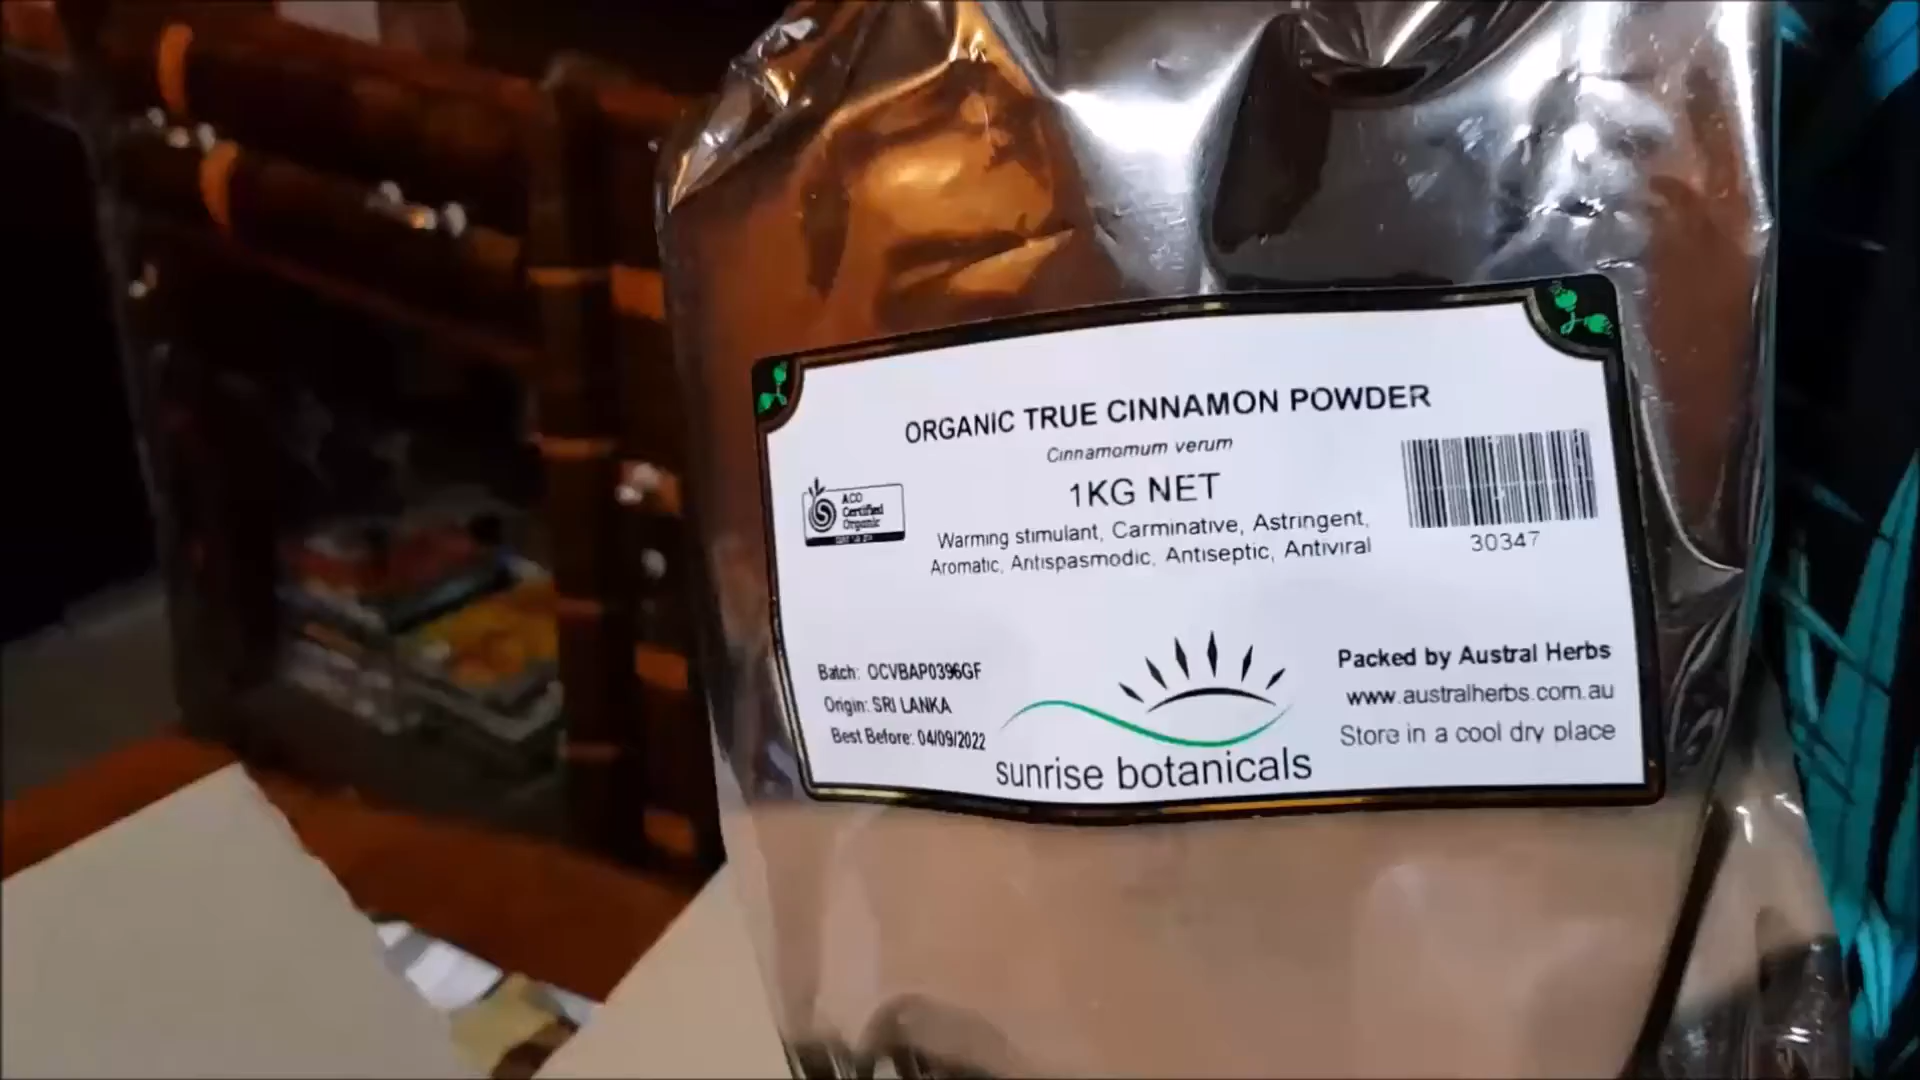 ORGANIC TRUE CINNAMON POWDER
Cinnamomum verum
1KG NET
Warming stimulant, Carminative, Astringent,
Aromatic, Antispasmodic, Antiseptic, Antiviral
ACO
Certified
Organic
30347
Batch: OCVBAP0396GF
Origin: SRI LANKA
Best Before: 04/09/2022
sunrise botanicals
Packed by Austral Herbs
www.australherbs.com.au
Store in a cool dry place